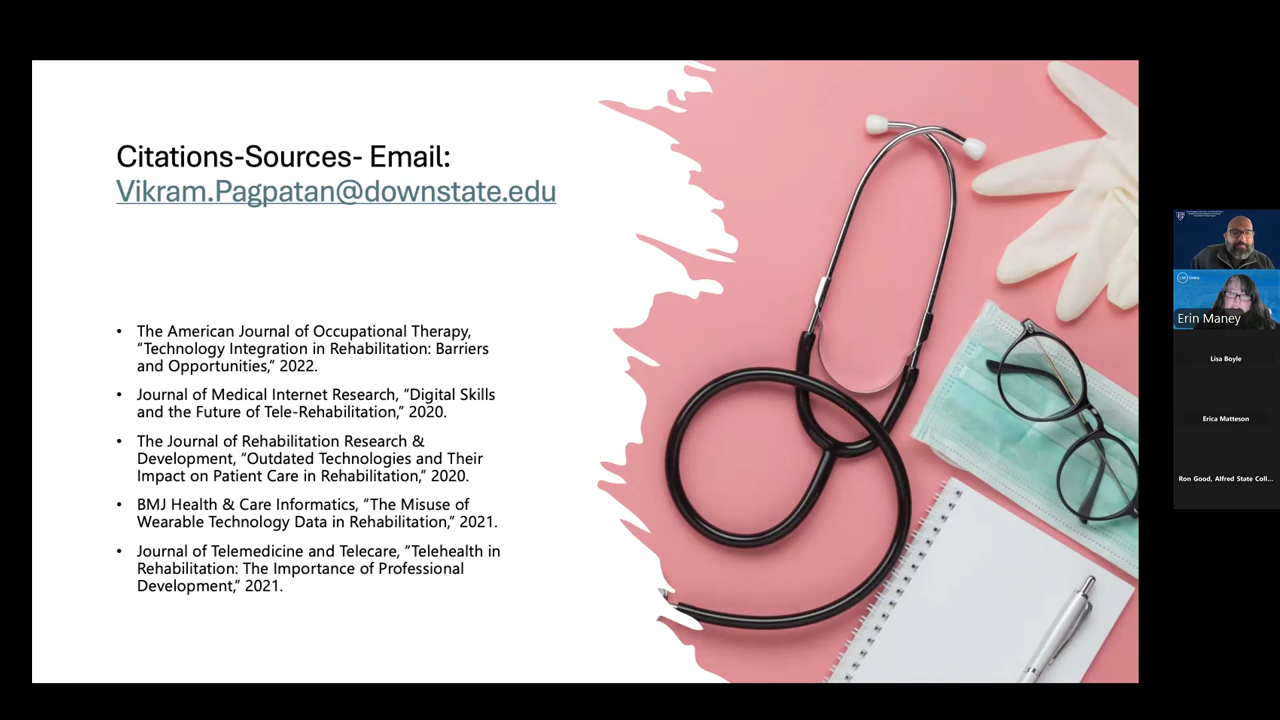 Citations-Sources- Email:
Vikram.Pagpatan@downstate.edu
• The American Journal of Occupational Therapy,
“Technology Integration in Rehabilitation: Barriers
and Opportunities,” 2022.
• Journal of Medical Internet Research, “Digital Skills
and the Future of Tele-Rehabilitation,” 2020.
• The Journal of Rehabilitation Research &
Development, “Outdated Technologies and Their
Impact on Patient Care in Rehabilitation,” 2020.
• BMJ Health & Care Informatics, “The Misuse of
Wearable Technology Data in Rehabilitation,” 2021.
• Journal of Telemedicine and Telecare, “Telehealth in
Rehabilitation: The Importance of Professional
Development,” 2021.
Erin Maney
Lisa Boyle
Erica Matteson
Ron Good, Alfred State Coll...